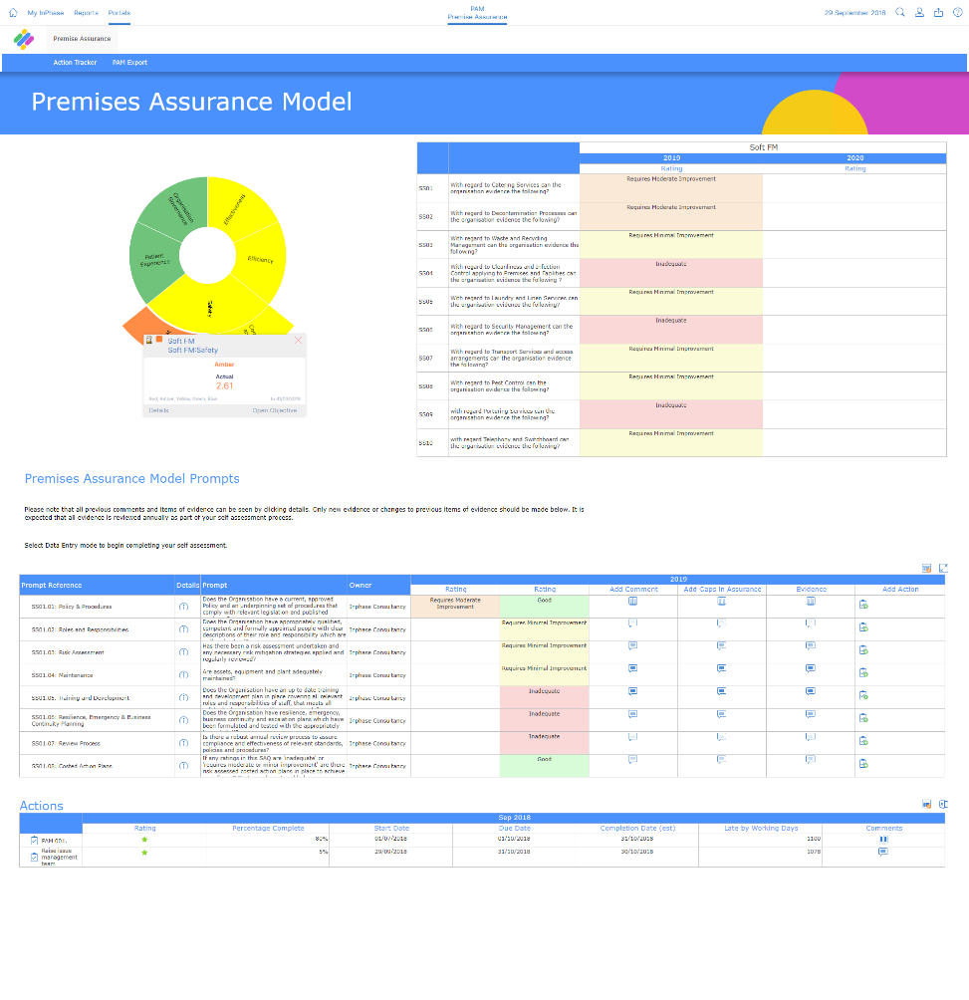 My InPhase Reports Portals
PAM
Premise Assurance
29 September 2018
Premise Assurance
Action Tracker PAM Export
Premises Assurance Model
Organisation Governance
Effectiveness
Patient Experience
Efficiency
Safety
Soft FM
Soft FM|Safety
Amber
Actual
2.61
Red, Amber, Yellow, Green, Blue
Details Open Objective
Soft FM
2019 2020
Rating Rating
SS01 With regard to Catering Services can the organisation evidence the following? Requires Moderate Improvement
SS02 With regard to Decontamination Processes can the organisation evidence the following? Requires Moderate Improvement
SS03 With regard to Waste and Recycling Management can the organisation evidence the following? Requires Minimal Improvement
SS04 With regard to Cleanliness and Infection Control applying to Premises and Facilities can the organisation evidence the following ? Inadequate
SS05 With regard to Laundry and Linen Services can the organisation evidence the following? Requires Minimal Improvement
SS06 With regard to Security Management can the organisation evidence the following? Inadequate
SS07 With regard to Transport Services and access arrangements can the organisation evidence the following? Requires Minimal Improvement
SS08 With regard to Pest Control can the organisation evidence the following? Requires Minimal Improvement
SS09 with regard Portering Services can the organisation evidence the following? Inadequate
SS10 with regard Telephony and Switchboard can the organisation evidence the following? Requires Minimal Improvement
Premises Assurance Model Prompts
Please note that all previous comments and items of evidence can be seen by clicking details. Only new evidence or changes to previous items of evidence should be made below. It is
expected that all evidence is reviewed annually as part of your self assessment process.
Select Data Entry mode to begin completing your self assessment.
Prompt Reference Details Prompt Owner 2019
Rating Rating Add Comment Add Gaps in Assurance Evidence Add Action
SS01.01: Policy & Procedures Does the Organisation have a current, approved Policy and an underpinning set of procedures that comply with relevant legislation and published Inphase Consultancy Requires Moderate Improvement Good
SS01.02: Roles and Responsibilities Does the Organisation have appropriately qualified, competent and formally appointed people with clear descriptions of their role and responsibility which are Inphase Consultancy Requires Minimal Improvement
SS01.03: Risk Assessment Has there been a risk assessment undertaken and any necessary risk mitigation strategies applied and regularly reviewed? Inphase Consultancy Requires Minimal Improvement
SS01.04: Maintenance Are assets, equipment and plant adequately maintained? Inphase Consultancy Requires Minimal Improvement
SS01.05: Training and Development Does the Organisation have an up to date training and development plan in place covering all relevant roles and responsibilities of staff, that meets all Inphase Consultancy Inadequate
SS01.06: Resilience, Emergency & Business Continuity Planning Does the Organisation have resilience, emergency, business continuity and escalation plans which have been formulated and tested with the appropriately Inphase Consultancy Inadequate
SS01.07: Review Process Is there a robust annual review process to assure compliance and effectiveness of relevant standards, policies and procedures? Inphase Consultancy Inadequate
SS01.08: Costed Action Plans If any ratings in this SAQ are 'inadequate' or 'requires moderate or minor improvement' are there risk assessed costed action plans in place to achieve Inphase Consultancy Good
Actions
Sep 2018
Rating Percentage Complete Start Date Due Date Completion Date (est) Late by Working Days Comments
PAM 001. 80% 01/07/2018 01/10/2018 31/10/2018 1100
Raise issue management team 5% 29/09/2018 31/10/2018 30/10/2018 1078